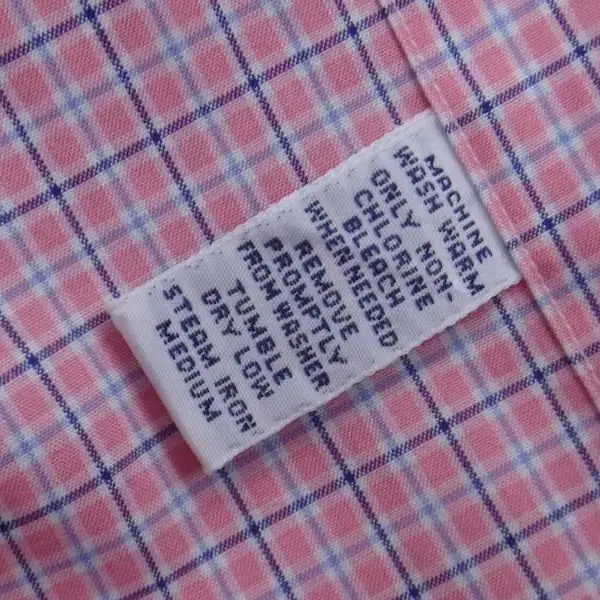 MACHINE
WASH WARM
ONLY NON-
CHLORINE
BLEACH
WHEN NEEDED
REMOVE
PROMPTLY
FROM WASHER
TUMBLE
DRY LOW
STEAM IRON
MEDIUM